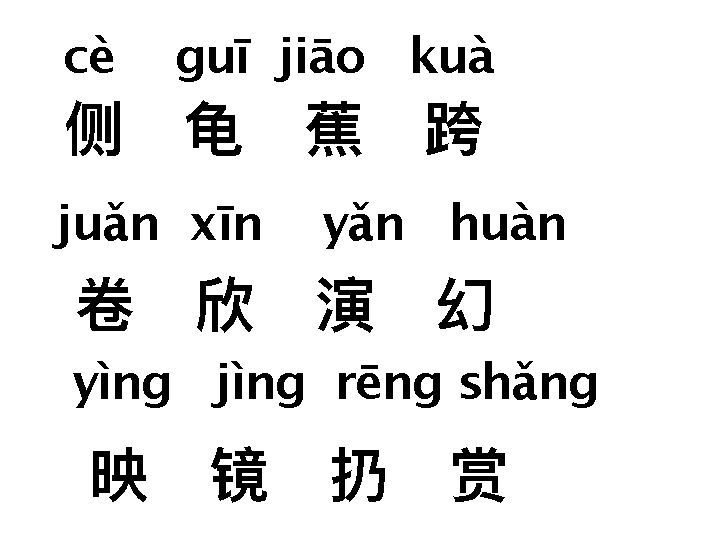 cè guī jiāo kuà
侧 龟 蕉 跨
juǎn xīn yǎn huàn
卷 欣 演 幻
yìng jìng rēng shǎng
映 镜 扔 赏